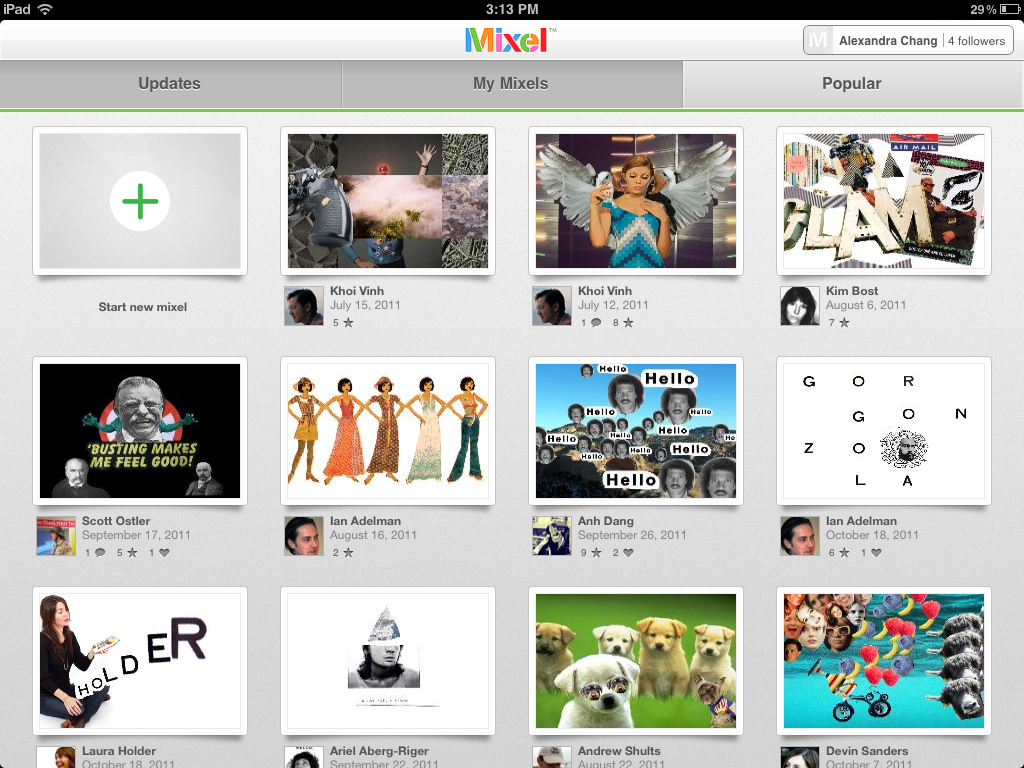 iPad
3:13 PM
29%
Mixel™
M
Alexandra Chang | 4 followers
Updates
My Mixels
Popular
AIR MAIL
GLAM
Start new mixel
Khoi Vinh
July 15, 2011
5
Khoi Vinh
July 12, 2011
1 8
Kim Bost
August 6, 2011
7
'BUSTING MAKES
ME FEEL GOOD!
Hello
Hello
Hello
Hello
Hello
Hello
Hello
Hello
Hello
Hello
Hello
He
G O R
G O N
Z O
L A
Scott Ostler
September 17, 2011
1 5 1
Ian Adelman
August 16, 2011
2
Anh Dang
September 26, 2011
9 2
Ian Adelman
October 18, 2011
6 1
HOLDER
Laura Holder
October 18, 2011
Ariel Aberg-Riger
September 22, 2011
Andrew Shults
August 22, 2011
Devin Sanders
October 7, 2011